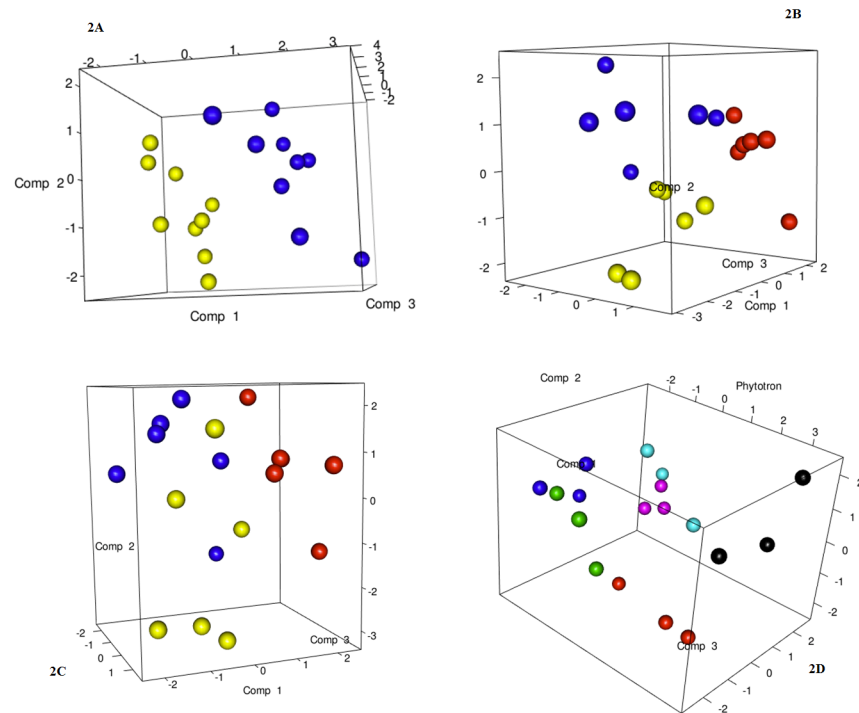 2A
-2 -1 0 1 2 3 4
3
2
1
0
-1
-2
2
1
Comp 2 0
-1
-2
Comp 1
Comp 3
2B
2
1
0
-1
-2
Comp 2
Comp 3
-2 -1 0 1
-3 -2 -1 0 1 2
Comp 1
2
1
0
-1
-2
-3
Comp 2
-2
-1
0
1
Comp 3
-2 -1 0 1 2
Comp 1
2C
Comp 2
-2 -1 0 1 2 3
Phytotron
Comp
2
1
0
-1
-2
Comp 3
-2 -1 0 1 2
2D